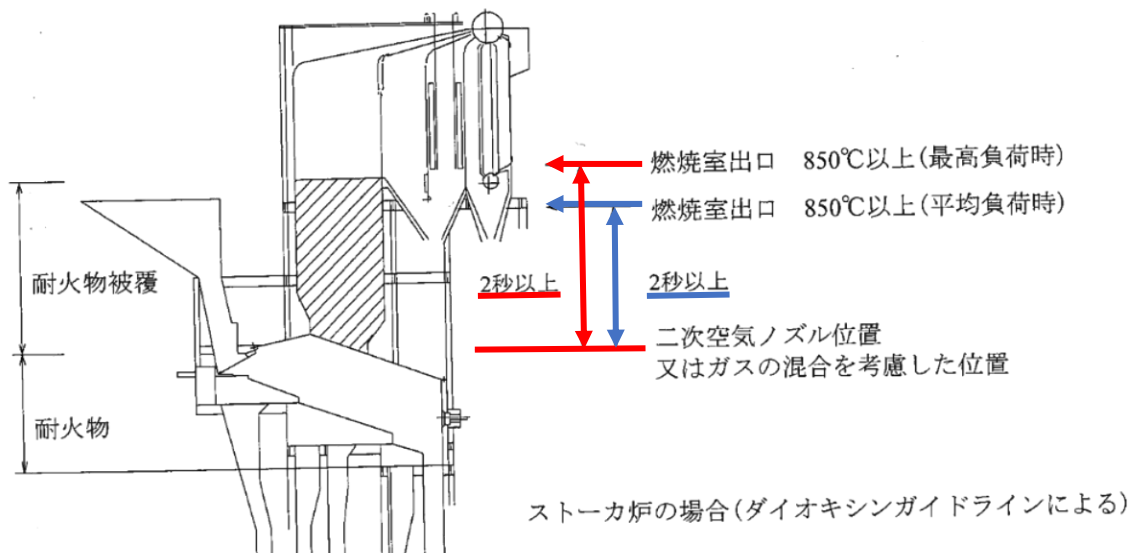 燃焼室出口　850℃以上(最高負荷時)
燃焼室出口　850℃以上(平均負荷時)
耐火物被覆
2秒以上
2秒以上
二次空気ノズル位置
又はガスの混合を考慮した位置
耐火物
ストーカ炉の場合(ダイオキシンガイドラインによる)